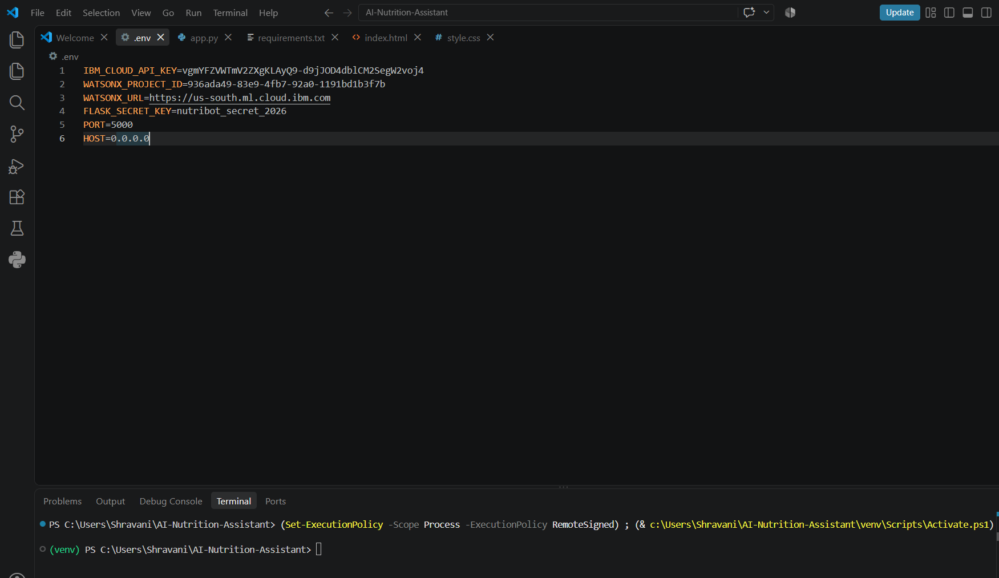 File Edit Selection View Go Run Terminal Help AI-Nutrition-Assistant Update
Welcome .env app.py requirements.txt index.html style.css
.env
1 IBM_CLOUD_API_KEY=vgmYFZVWTmV2ZXgKLAyQ9-d9jJOD4dblCM2SegW2voj4
2 WATSONX_PROJECT_ID=936ada49-83e9-4fb7-92a0-1191bd1b3f7b
3 WATSONX_URL=https://us-south.ml.cloud.ibm.com
4 FLASK_SECRET_KEY=nutribot_secret_2026
5 PORT=5000
6 HOST=0.0.0.0
Problems Output Debug Console Terminal Ports
PS C:\Users\Shravani\AI-Nutrition-Assistant> (Set-ExecutionPolicy -Scope Process -ExecutionPolicy RemoteSigned) ; (& c:\Users\Shravani\AI-Nutrition-Assistant\venv\Scripts\Activate.ps1)
(venv) PS C:\Users\Shravani\AI-Nutrition-Assistant>